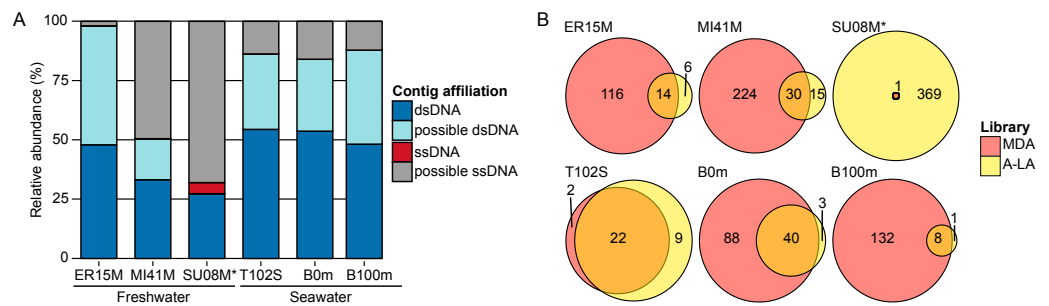 A
Relative abundance (%)
100
75
50
25
0
ER15M MI41M SU08M* T102S B0m B100m
Freshwater Seawater
Contig affiliation
dsDNA
possible dsDNA
ssDNA
possible ssDNA
B
ER15M MI41M SU08M*
116 14 6 224 30 15 1 369
T102S B0m B100m
2 22 9 88 40 3 132 8 1
Library
MDA
A-LA